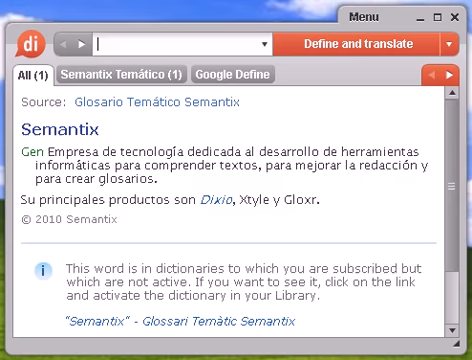 Menu
di
Define and translate
All (1) Semantix Temático (1) Google Define
Source: Glosario Temático Semantix
Semantix
Gen Empresa de tecnología dedicada al desarrollo de herramientas
informáticas para comprender textos, para mejorar la redacción y
para crear glosarios.
Su principales productos son Dixio, Xtyle y Gloxr.
© 2010 Semantix
i
This word is in dictionaries to which you are subscribed but
which are not active. If you want to see it, click on the link
and activate the dictionary in your Library.
"Semantix" - Glossari Temàtic Semantix